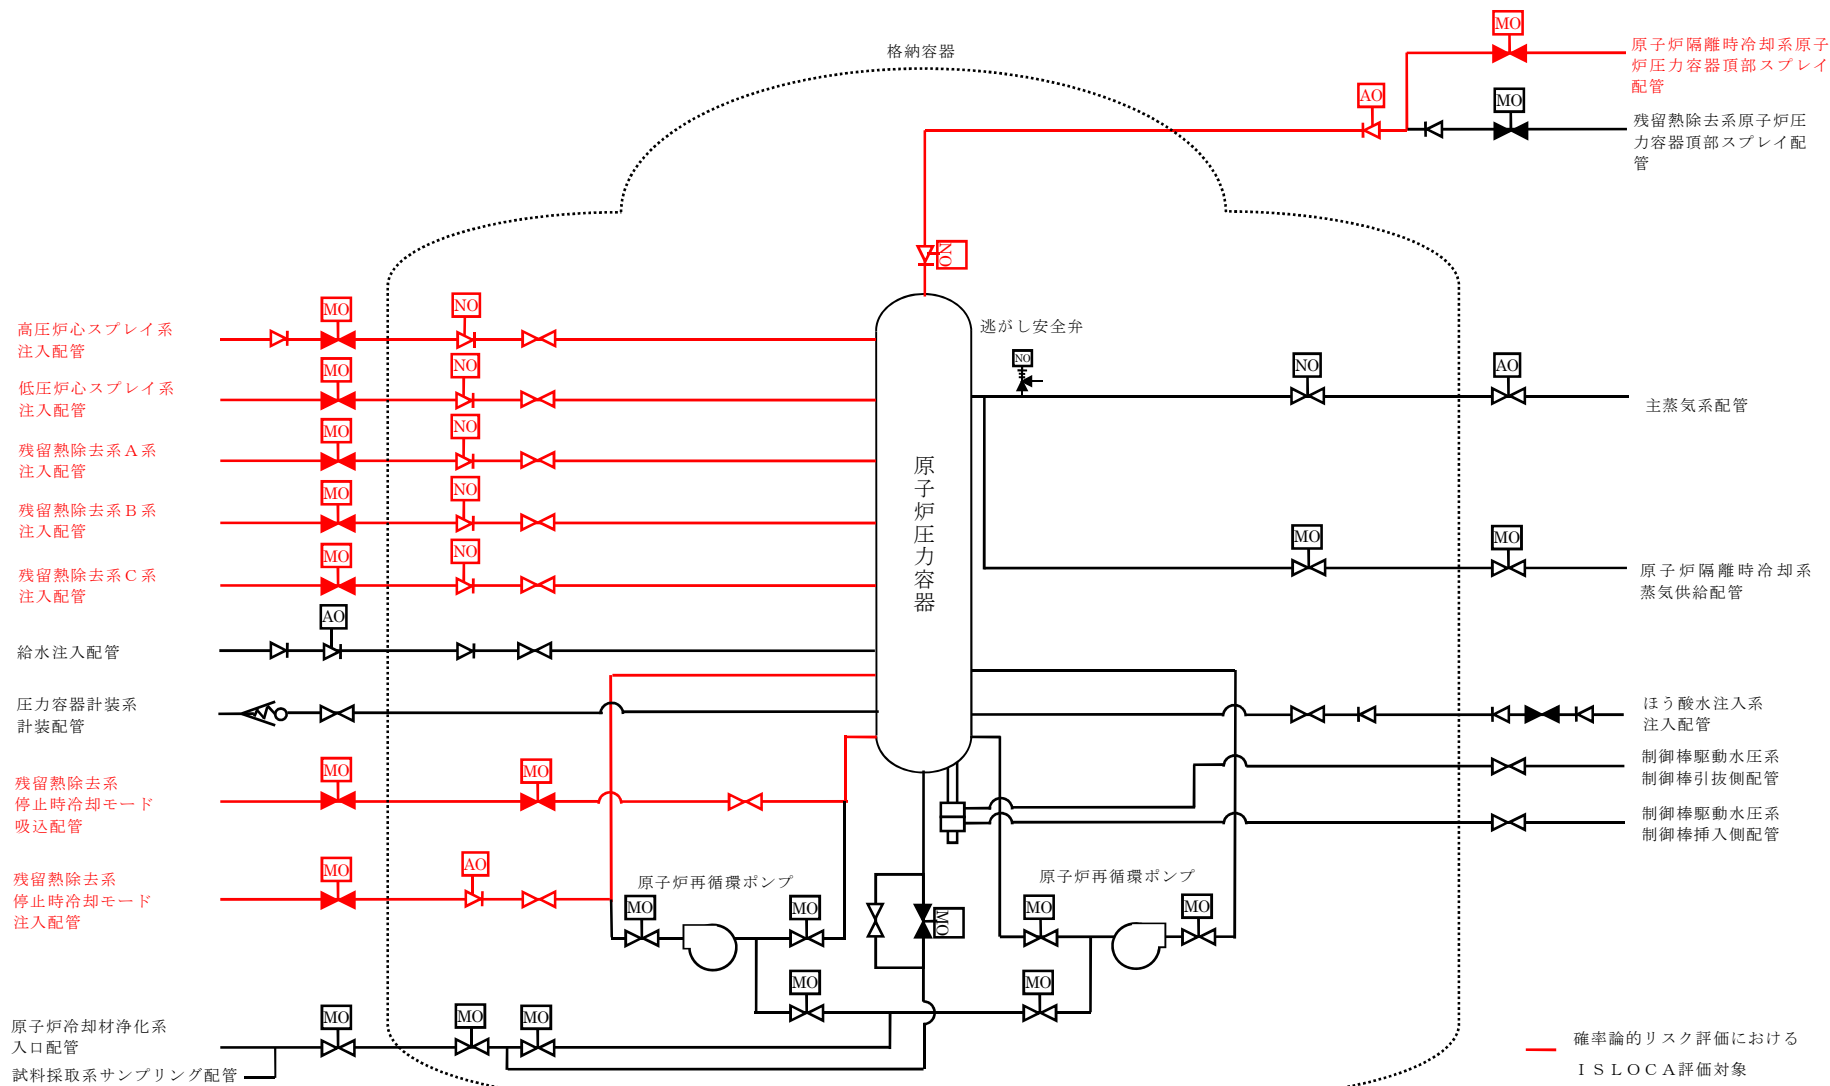 格納容器
MO
原子炉隔離時冷却系原子
炉圧力容器頂部スプレイ
配管
AO
MO
残留熱除去系原子炉圧
力容器頂部スプレイ配
管
NO
高圧炉心スプレイ系
注入配管
MO
NO
低圧炉心スプレイ系
注入配管
MO
NO
残留熱除去系A系
注入配管
MO
NO
残留熱除去系B系
注入配管
MO
NO
残留熱除去系C系
注入配管
MO
NO
給水注入配管
AO
圧力容器計装系
計装配管
残留熱除去系
停止時冷却モード
吸込配管
MO
MO
残留熱除去系
停止時冷却モード
注入配管
MO
AO
原子炉圧力容器
逃がし安全弁
NO
NO
AO
主蒸気系配管
MO
MO
原子炉隔離時冷却系
蒸気供給配管
ほう酸水注入系
注入配管
制御棒駆動水圧系
制御棒引抜側配管
制御棒駆動水圧系
制御棒挿入側配管
原子炉再循環ポンプ
MO
MO
MO
MO
原子炉再循環ポンプ
MO
MO
MO
原子炉冷却材浄化系
入口配管
MO
MO
MO
試料採取系サンプリング配管
確率論的リスク評価における
ISLOCA評価対象